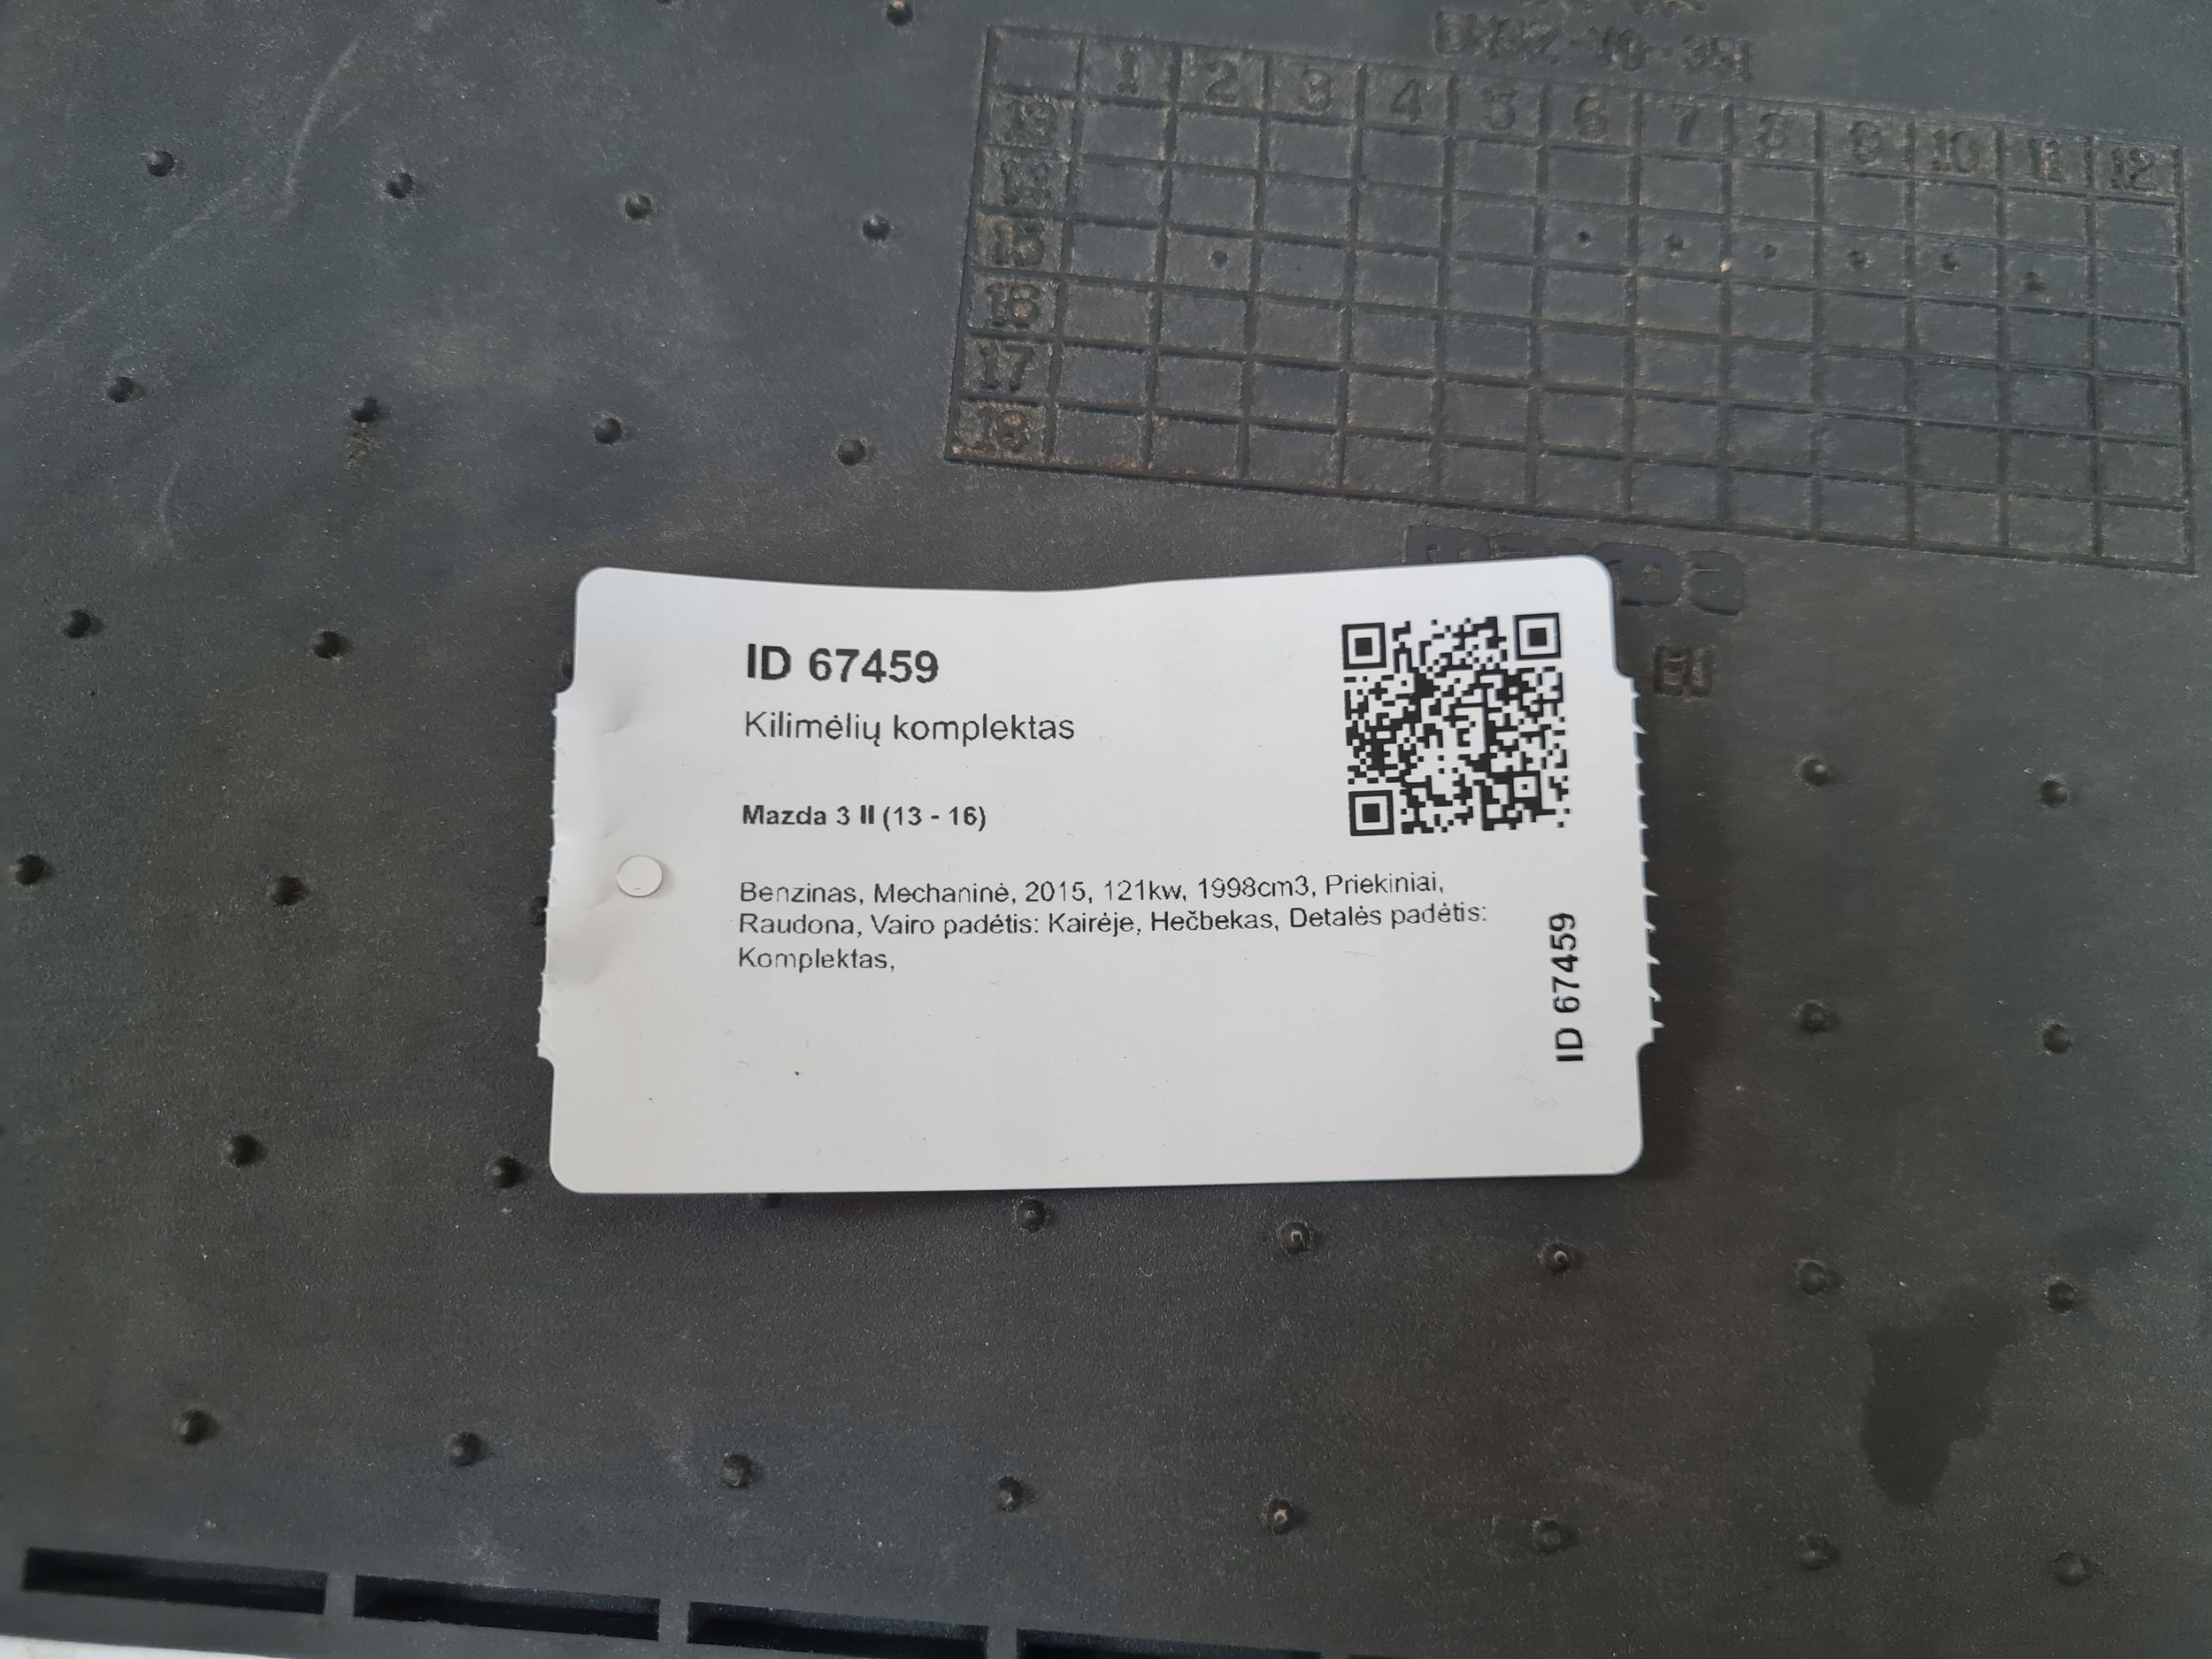 1 2 3 4 5 6 7 8 9 10 11 12
13
14
15
16
17
18
ID 67459
Kilimėlių komplektas
Mazda 3 II (13 - 16)
Benzinas, Mechaninė, 2015, 121kw, 1998cm3, Priekiniai,
Raudona, Vairo padėtis: Kairėje, Hečbekas, Detalės padėtis:
Komplektas,
ID 67459
EU